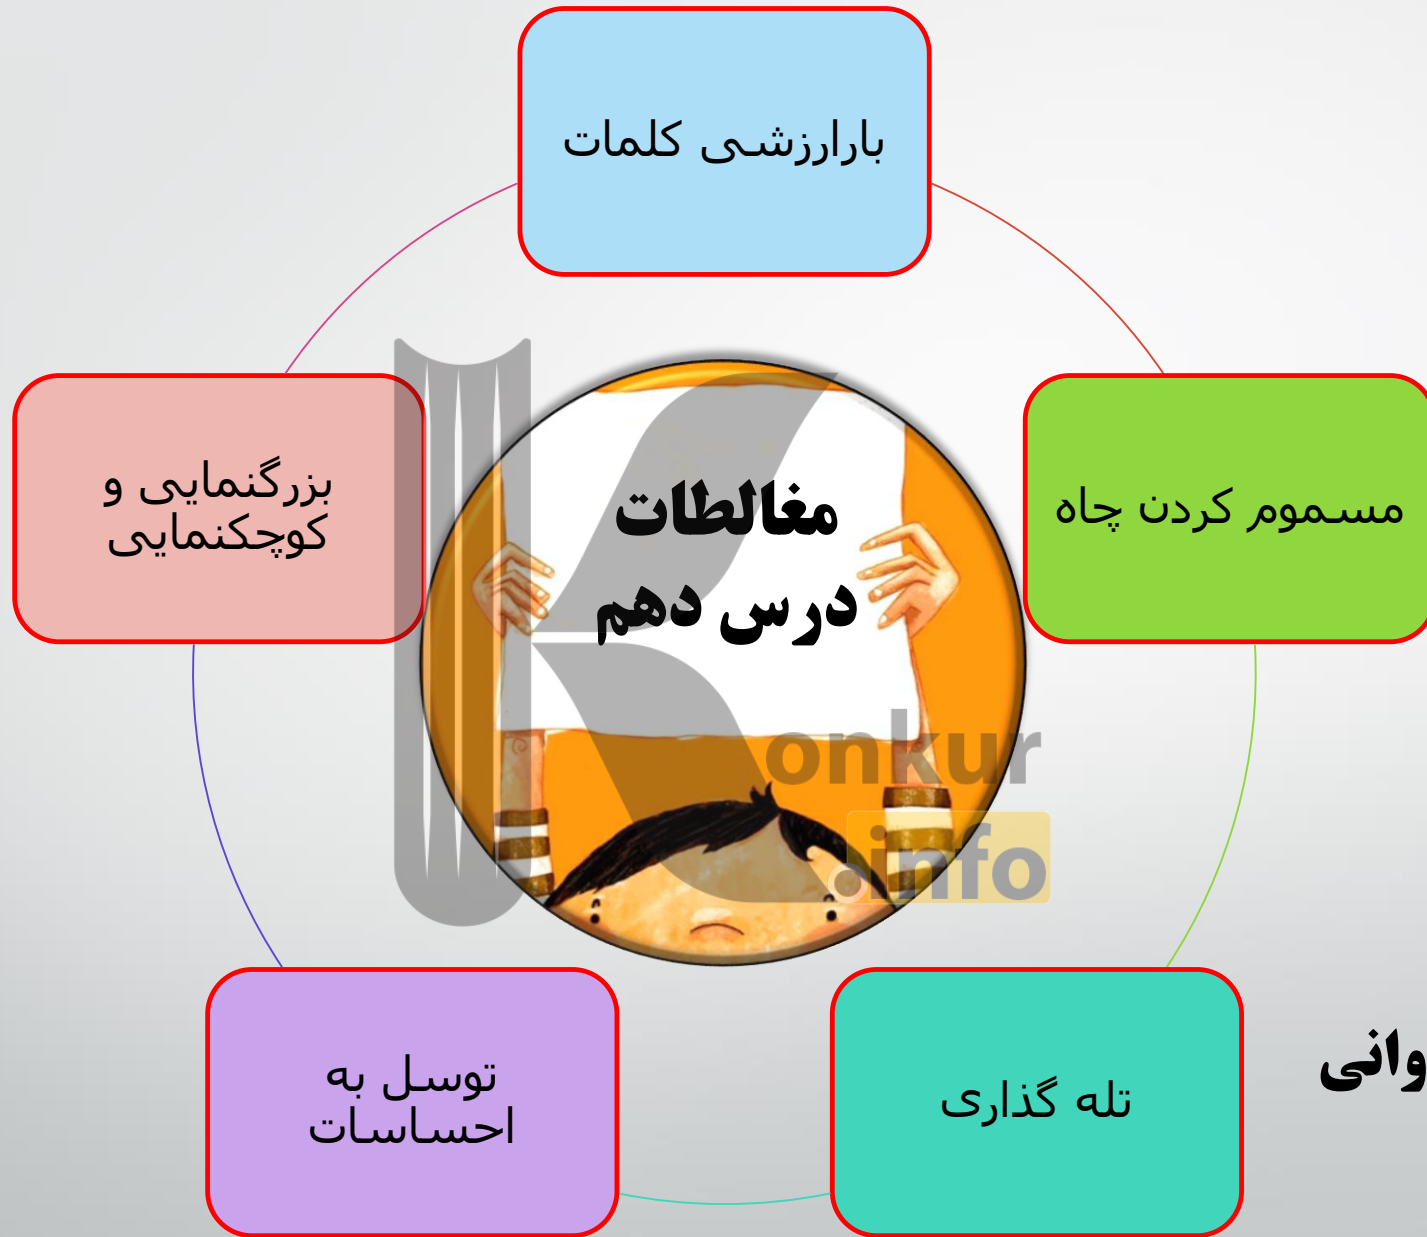 بارارزشی کلمات
مسموم کردن چاه
بزرگنمایی و
کوچکنمایی
مغالطات
درس دهم
onkur
.info
تله گذاری
توسل به
احساسات
وانی